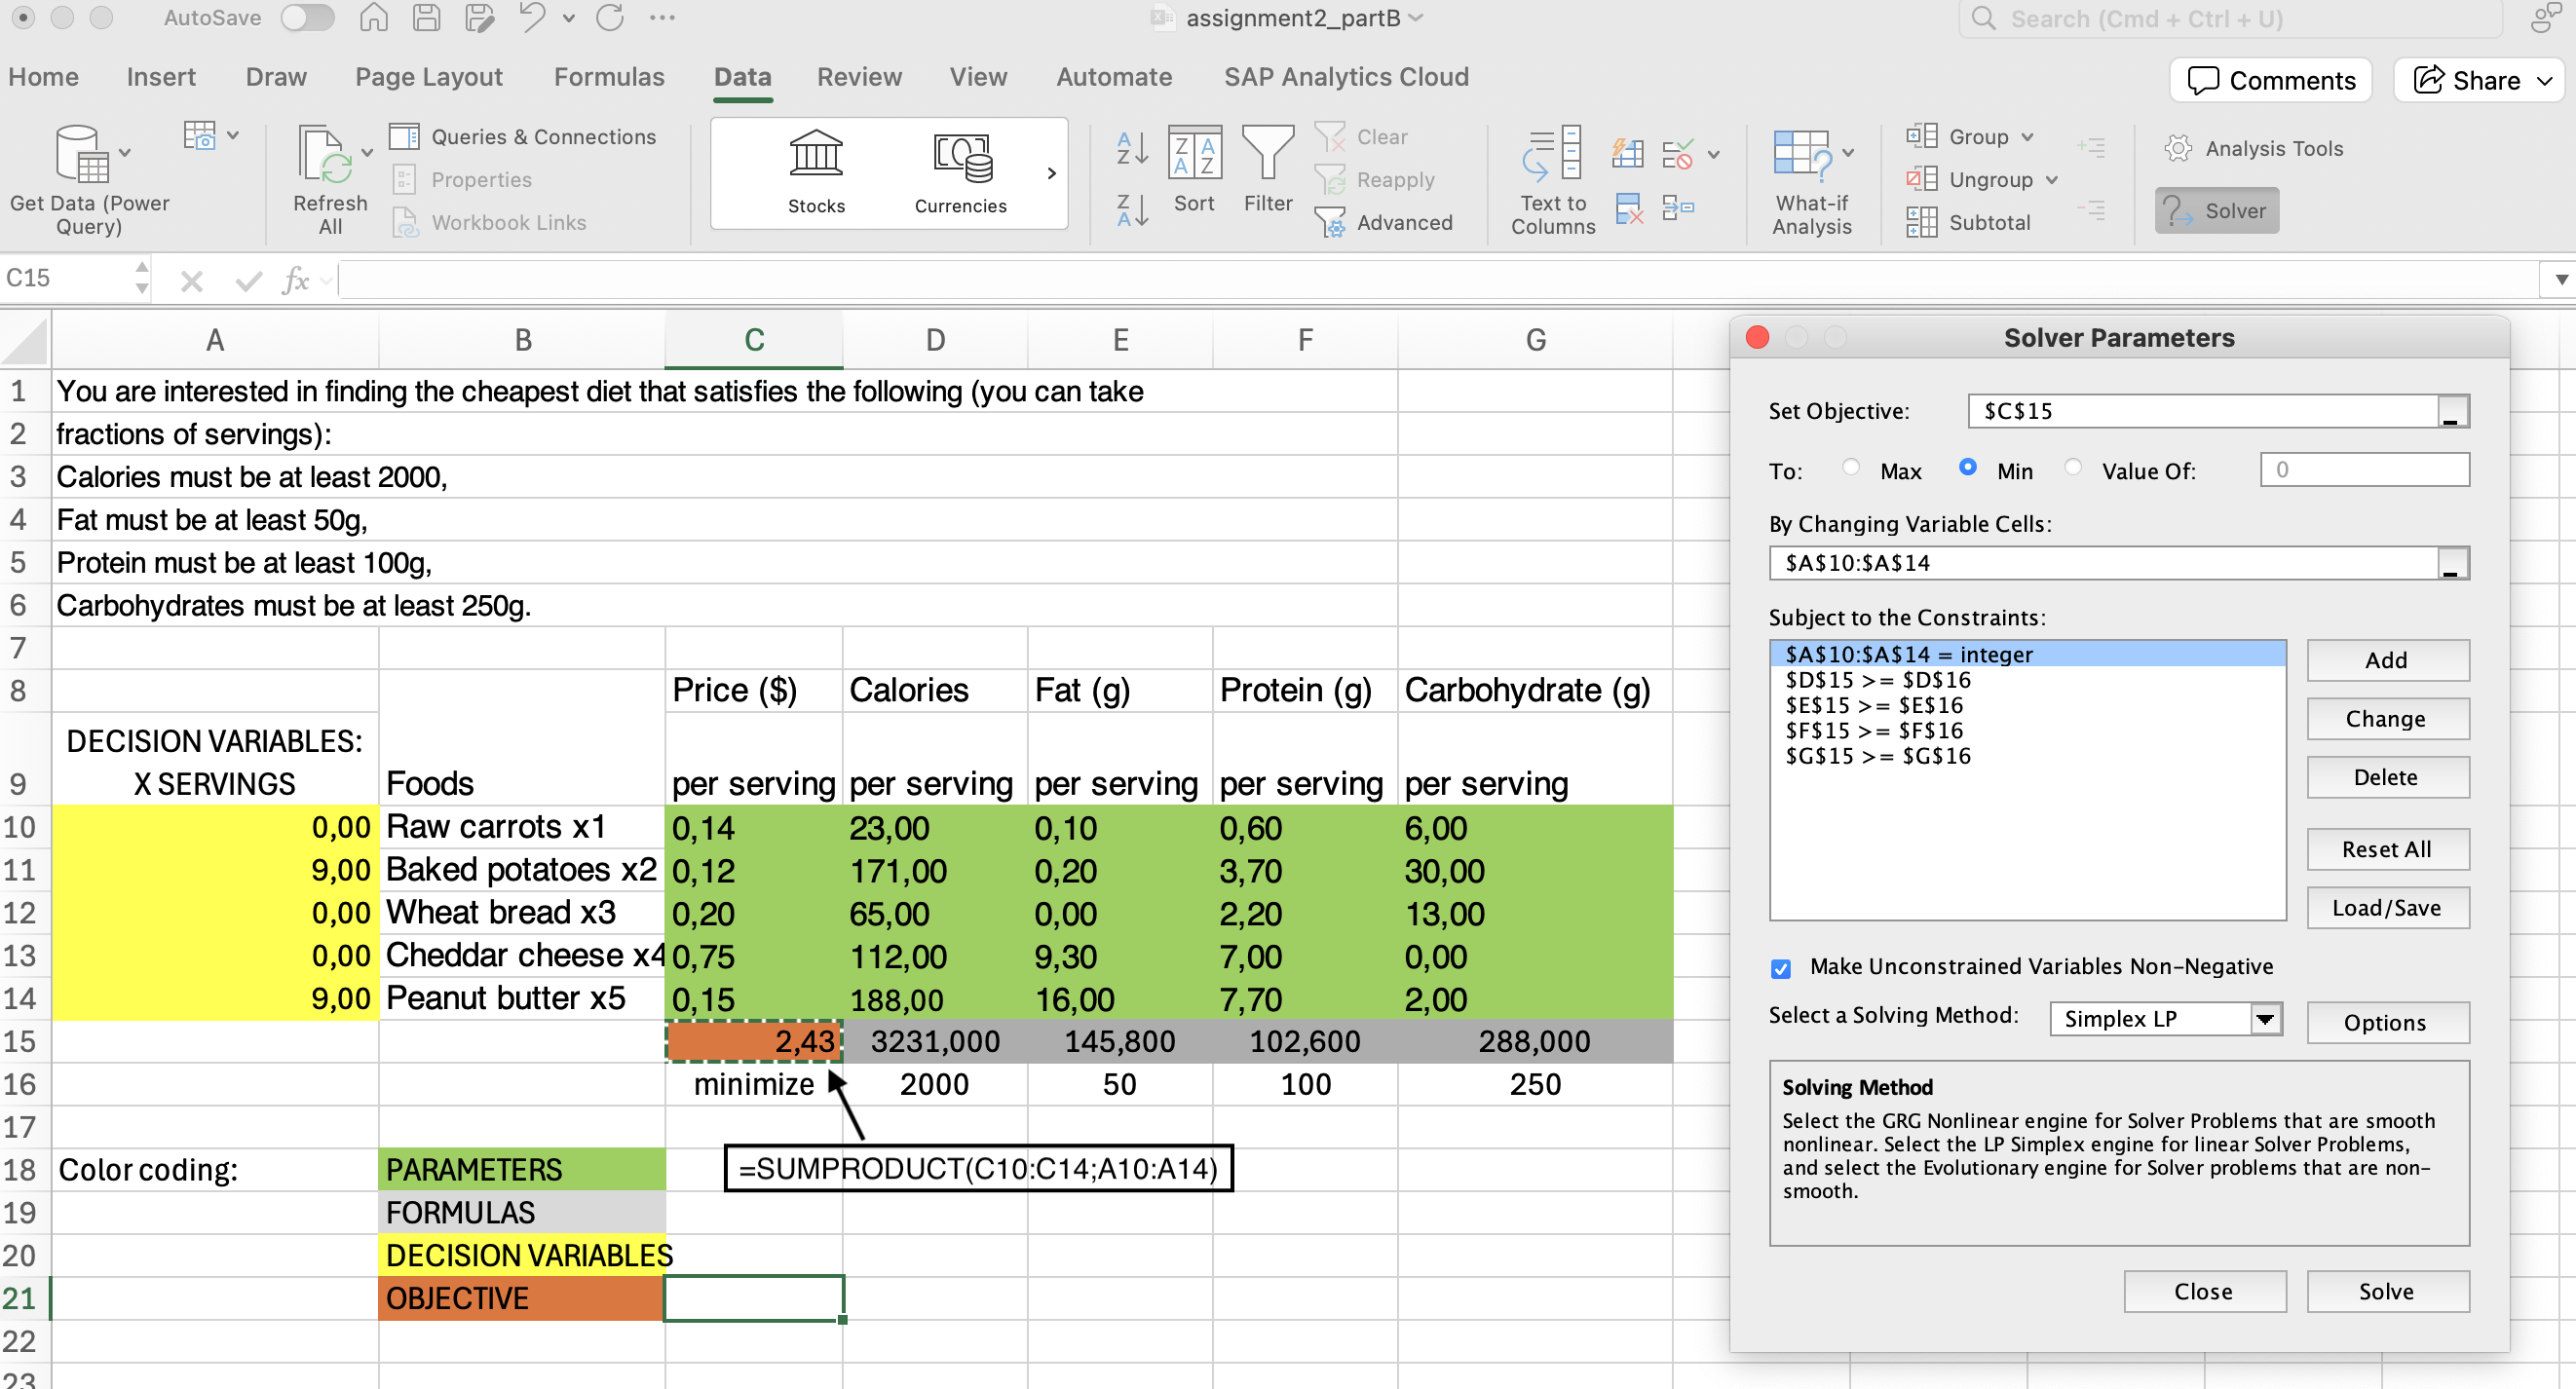 AutoSave
assignment2_partB
Search (Cmd + Ctrl + U)
Home Insert Draw Page Layout Formulas Data Review View Automate SAP Analytics Cloud
Comments
Share
Get Data (Power Query)
Refresh All
Queries & Connections
Properties
Workbook Links
Stocks
Currencies
Sort
Filter
Clear
Reapply
Advanced
Text to Columns
What-if Analysis
Group
Ungroup
Subtotal
Analysis Tools
Solver
C15
fx
A B C D E F G
1 You are interested in finding the cheapest diet that satisfies the following (you can take
2 fractions of servings):
3 Calories must be at least 2000,
4 Fat must be at least 50g,
5 Protein must be at least 100g,
6 Carbohydrates must be at least 250g.
7
8 Price ($) Calories Fat (g) Protein (g) Carbohydrate (g)
DECISION VARIABLES:
9 X SERVINGS Foods per serving per serving per serving per serving per serving
10 0,00 Raw carrots x1 0,14 23,00 0,10 0,60 6,00
11 9,00 Baked potatoes x2 0,12 171,00 0,20 3,70 30,00
12 0,00 Wheat bread x3 0,20 65,00 0,00 2,20 13,00
13 0,00 Cheddar cheese x4 0,75 112,00 9,30 7,00 0,00
14 9,00 Peanut butter x5 0,15 188,00 16,00 7,70 2,00
15 2,43 3231,000 145,800 102,600 288,000
16 minimize 2000 50 100 250
17
18 Color coding: PARAMETERS =SUMPRODUCT(C10:C14;A10:A14)
19 FORMULAS
20 DECISION VARIABLES
21 OBJECTIVE
22
23
Solver Parameters
Set Objective: $C$15
To: Max Min Value Of: 0
By Changing Variable Cells:
$A$10:$A$14
Subject to the Constraints:
$A$10:$A$14 = integer
$D$15 >= $D$16
$E$15 >= $E$16
$F$15 >= $F$16
$G$15 >= $G$16
Add
Change
Delete
Reset All
Load/Save
Make Unconstrained Variables Non-Negative
Select a Solving Method: Simplex LP Options
Solving Method
Select the GRG Nonlinear engine for Solver Problems that are smooth
nonlinear. Select the LP Simplex engine for linear Solver Problems,
and select the Evolutionary engine for Solver problems that are non-
smooth.
Close Solve